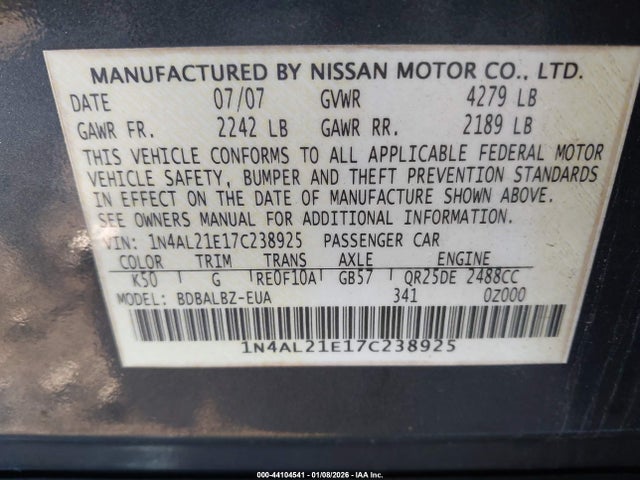 MANUFACTURED BY NISSAN MOTOR CO., LTD.
DATE 07/07 GVWR 4279 LB
GAWR FR. 2242 LB GAWR RR. 2189 LB
THIS VEHICLE CONFORMS TO ALL APPLICABLE FEDERAL MOTOR
VEHICLE SAFETY, BUMPER AND THEFT PREVENTION STANDARDS
IN EFFECT ON THE DATE OF MANUFACTURE SHOWN ABOVE.
SEE OWNERS MANUAL FOR ADDITIONAL INFORMATION.
VIN: 1N4AL21E17C238925 PASSENGER CAR
COLOR TRIM TRANS AXLE ENGINE
K50 G RE0F10A GB57 QR25DE 2488CC
MODEL: BDBALBZ-EUA 341 0Z000
1N4AL21E17C238925
000-44104541 - 01/08/2026 - IAA Inc.